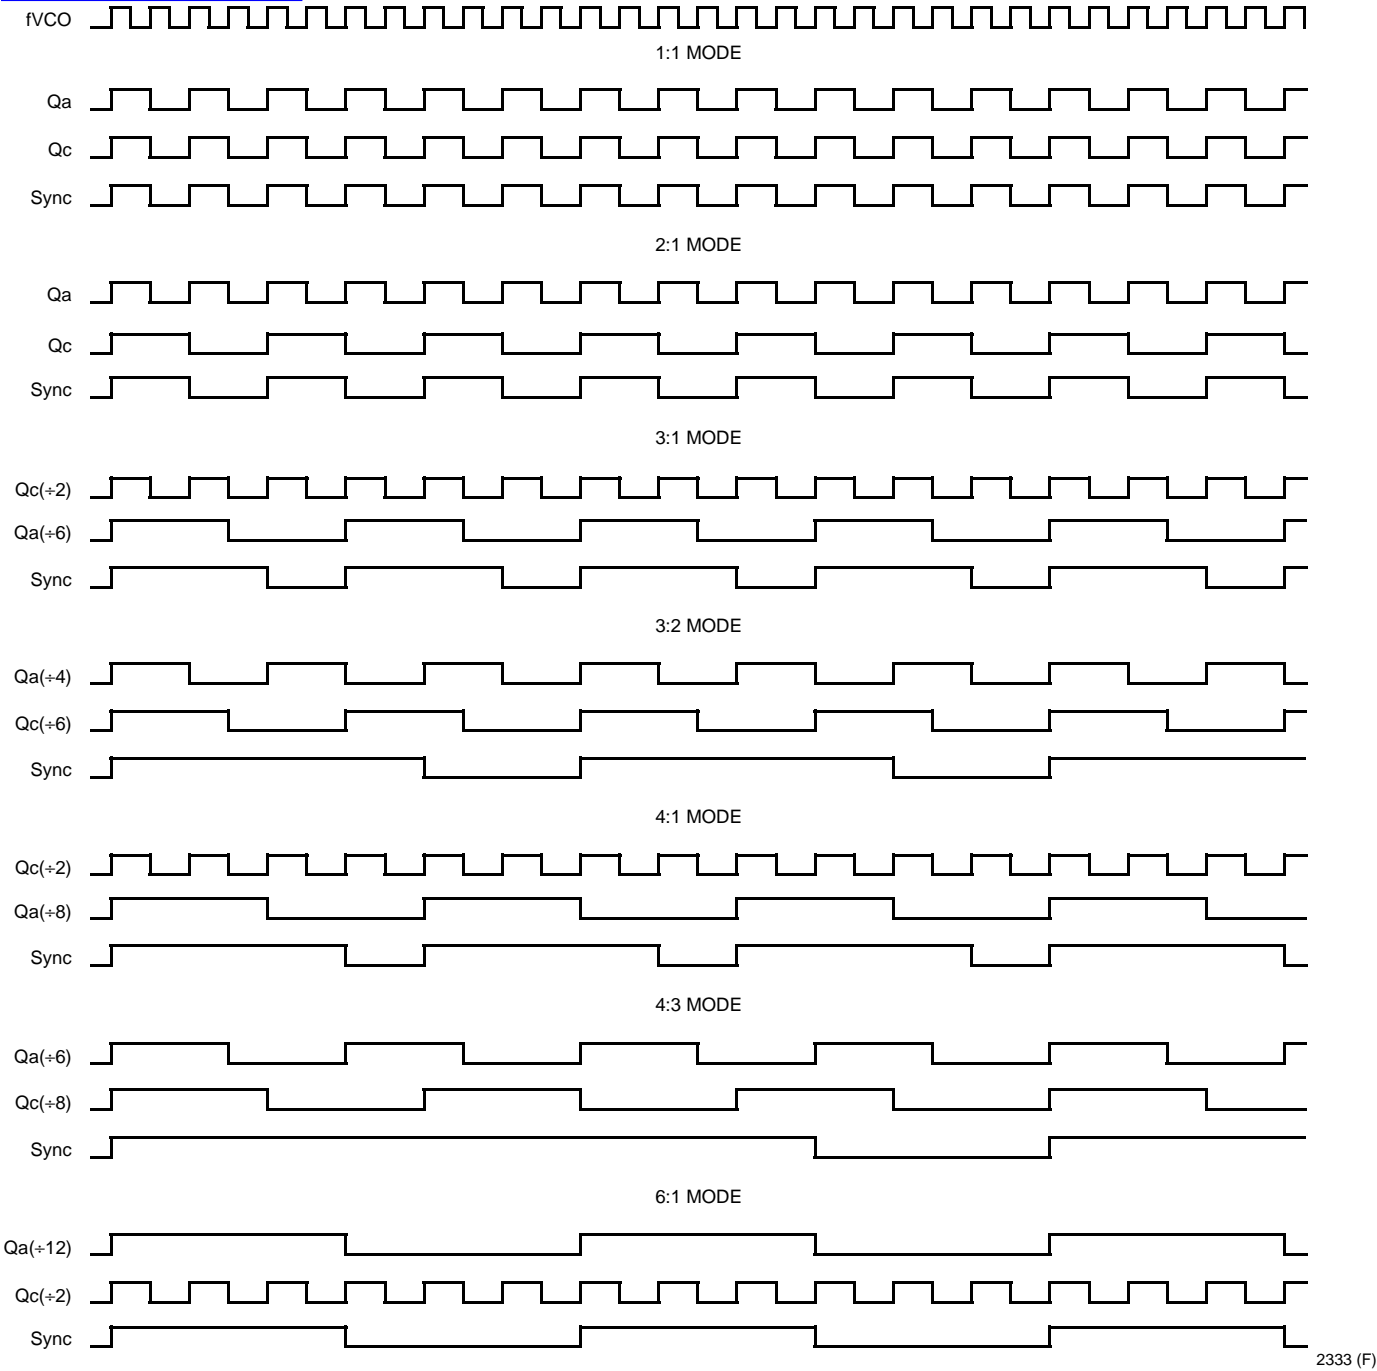 fVCO
1:1 MODE
Qa
Qc
Sync
2:1 MODE
Qa
Qc
Sync
3:1 MODE
Qc(÷2)
Qa(÷6)
Sync
3:2 MODE
Qa(÷4)
Qc(÷6)
Sync
4:1 MODE
Qc(÷2)
Qa(÷8)
Sync
4:3 MODE
Qa(÷6)
Qc(÷8)
Sync
6:1 MODE
Qa(÷12)
Qc(÷2)
Sync
2333 (F)